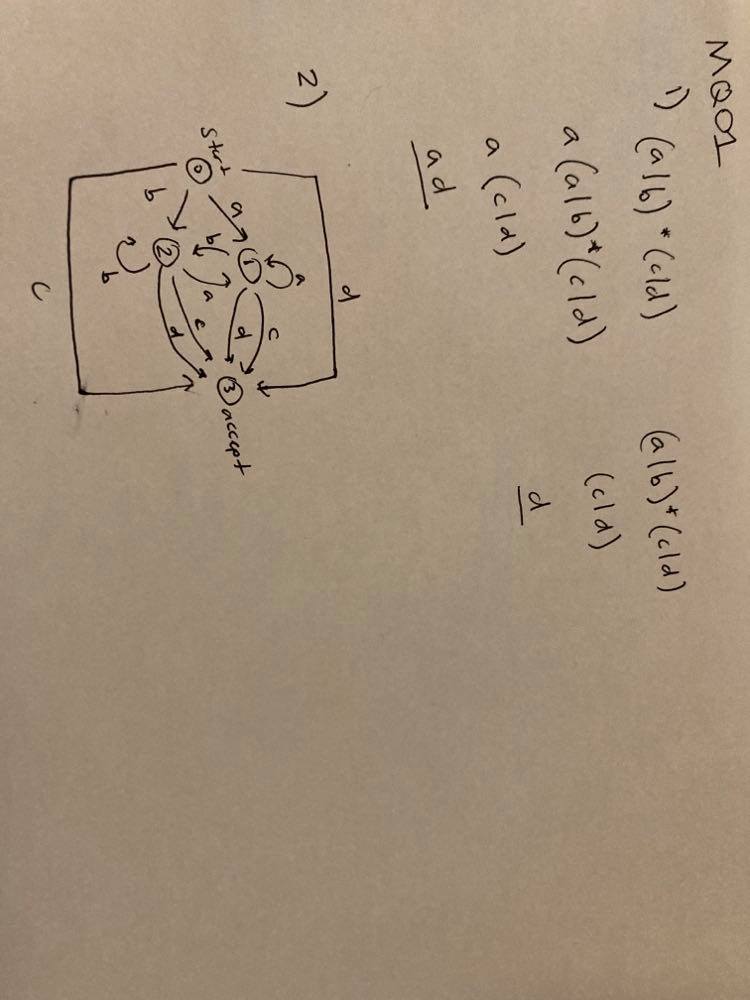 MQ01
1) (a|b)*(c|d) (a|b)*(c|d)
a(a|b)*(c|d) (c|d)
a(c|d) d
ad
2)
d
a
c
a
d
start 0 1 3 accept
b
a
b
2
c
d
b
c